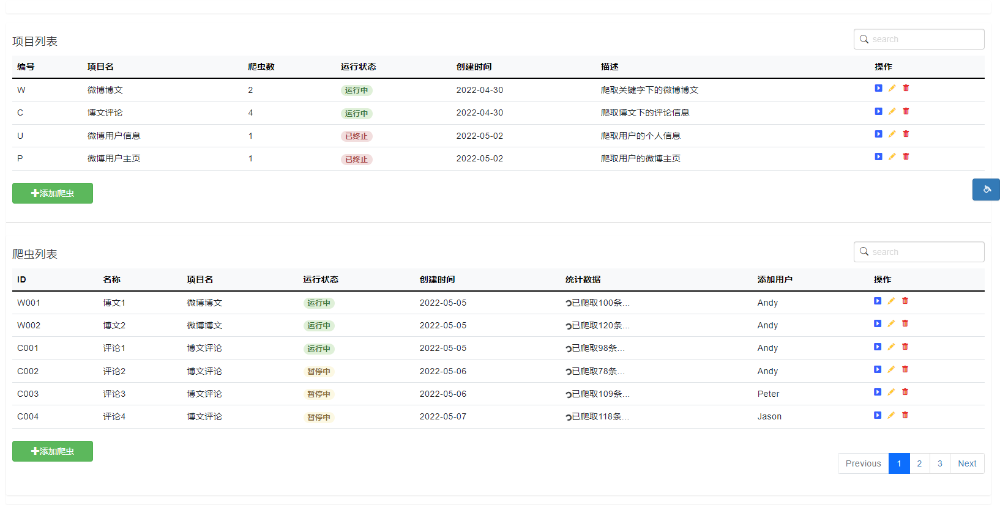 项目列表
search
编号 项目名 爬虫数 运行状态 创建时间 描述 操作
W 微博博文 2 运行中 2022-04-30 爬取关键字下的微博博文
C 博文评论 4 运行中 2022-04-30 爬取博文下的评论信息
U 微博用户信息 1 已终止 2022-05-02 爬取用户的个人信息
P 微博用户主页 1 已终止 2022-05-02 爬取用户的微博主页
添加爬虫
爬虫列表
search
ID 名称 项目名 运行状态 创建时间 统计数据 添加用户 操作
W001 博文1 微博博文 运行中 2022-05-05 已爬取100条... Andy
W002 博文2 微博博文 运行中 2022-05-05 已爬取120条... Andy
C001 评论1 博文评论 运行中 2022-05-05 已爬取98条... Andy
C002 评论2 博文评论 暂停中 2022-05-06 已爬取78条... Andy
C003 评论3 博文评论 暂停中 2022-05-06 已爬取109条... Peter
C004 评论4 博文评论 暂停中 2022-05-07 已爬取118条... Jason
添加爬虫
Previous 1 2 3 Next